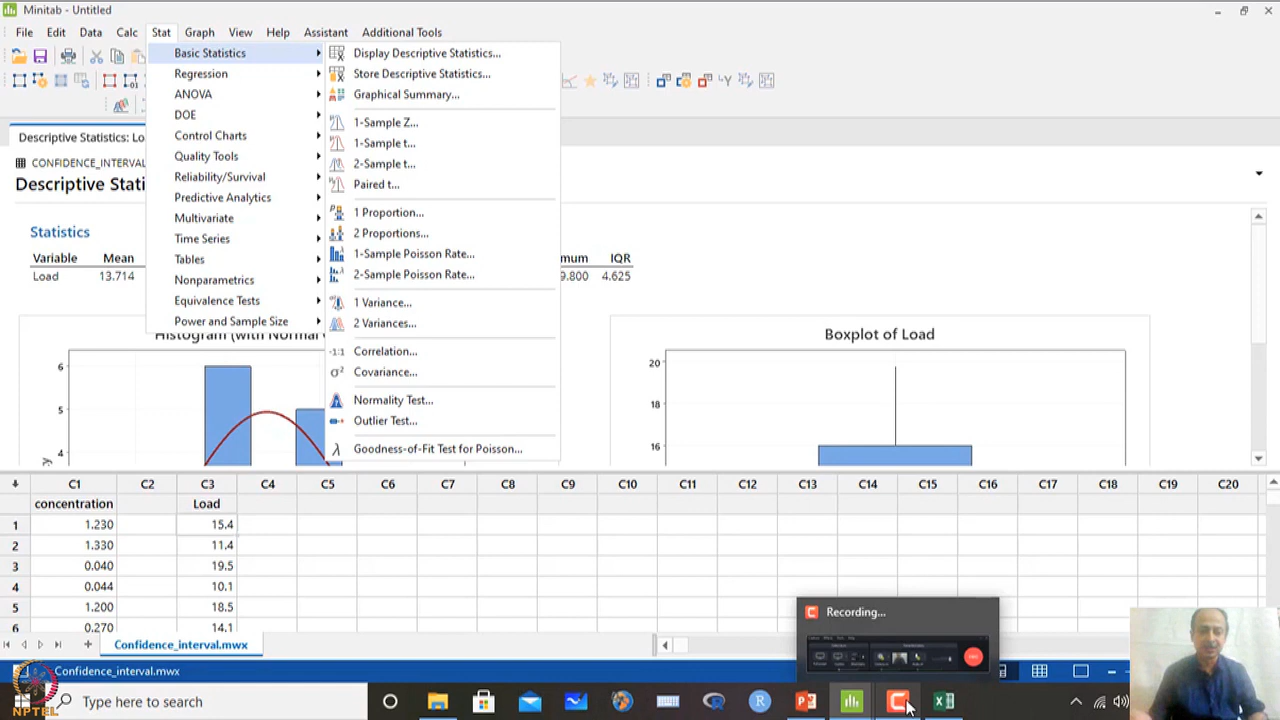 Minitab - Untitled
File Edit Data Calc Stat Graph View Help Assistant Additional Tools
Basic Statistics
Regression
ANOVA
DOE
Control Charts
Quality Tools
Reliability/Survival
Predictive Analytics
Multivariate
Time Series
Tables
Nonparametrics
Equivalence Tests
Power and Sample Size
Display Descriptive Statistics...
Store Descriptive Statistics...
Graphical Summary...
1-Sample Z...
1-Sample t...
2-Sample t...
Paired t...
1 Proportion...
2 Proportions...
1-Sample Poisson Rate...
2-Sample Poisson Rate...
1 Variance...
2 Variances...
Correlation...
Covariance...
Normality Test...
Outlier Test...
Goodness-of-Fit Test for Poisson...
Descriptive Statistics: Lo
CONFIDENCE_INTERVAL
Descriptive Stati
Statistics
Variable Mean mum IQR
Load 13.714 9.800 4.625
Histogram (with Normal
6
5
4
Boxplot of Load
20
18
16
C1 C2 C3 C4 C5 C6 C7 C8 C9 C10 C11 C12 C13 C14 C15 C16 C17 C18 C19 C20
concentration Load
1 1.230 15.4
2 1.330 11.4
3 0.040 19.5
4 0.044 10.1
5 1.200 18.5
6 0.270 14.1
Confidence_interval.mwx
Recording...
Confidence_interval.mwx
Type here to search
NPTEL